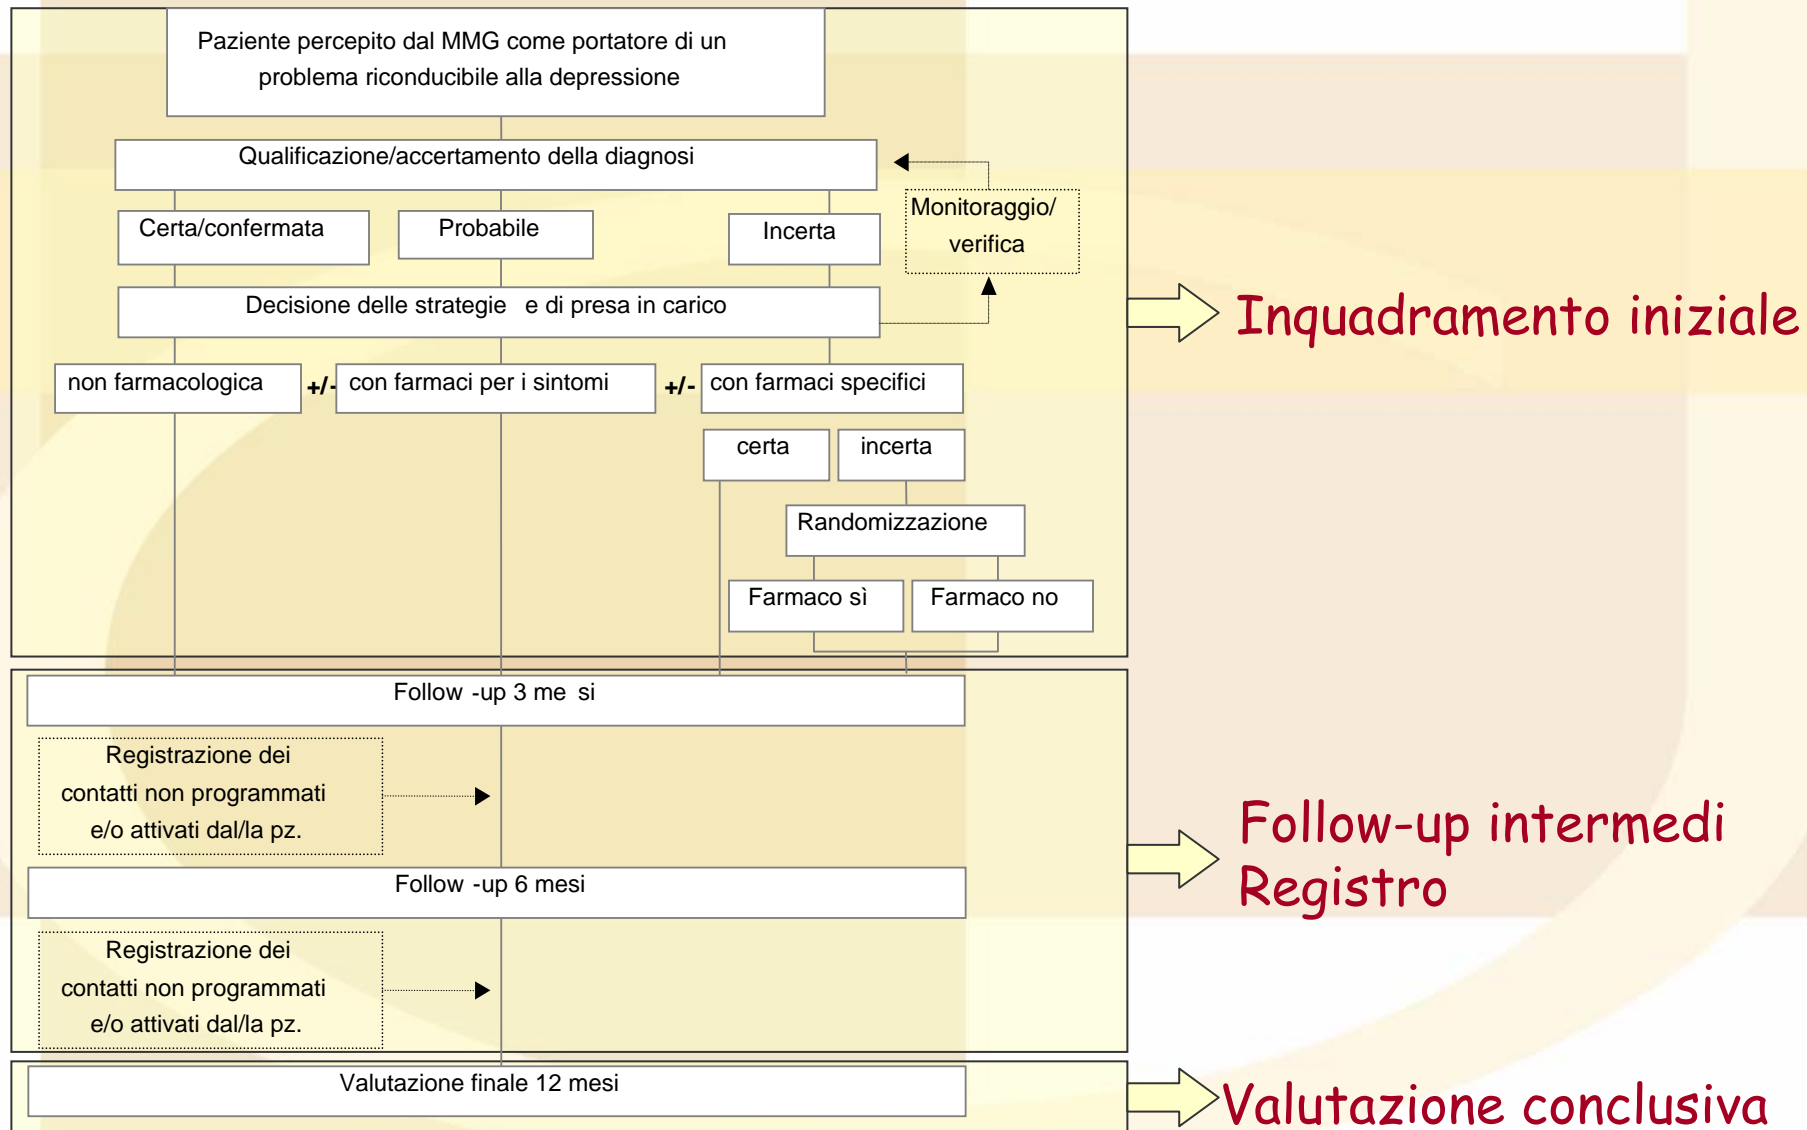 Paziente percepito dal MMG come portatore di un
problema riconducibile alla depressione
Qualificazione/accertamento della diagnosi
Certa/confermata
Probabile
Incerta
Monitoraggio/
verifica
Decisione delle strategie e di presa in carico
Inquadramento iniziale
non farmacologica +/- con farmaci per i sintomi +/- con farmaci specifici
certa
incerta
Randomizzazione
Farmaco sì
Farmaco no
Follow -up 3 me si
Registrazione dei
contatti non programmati
e/o attivati dal/la pz.
Follow-up intermedi
Registro
Follow -up 6 mesi
Registrazione dei
contatti non programmati
e/o attivati dal/la pz.
Valutazione finale 12 mesi
Valutazione conclusiva